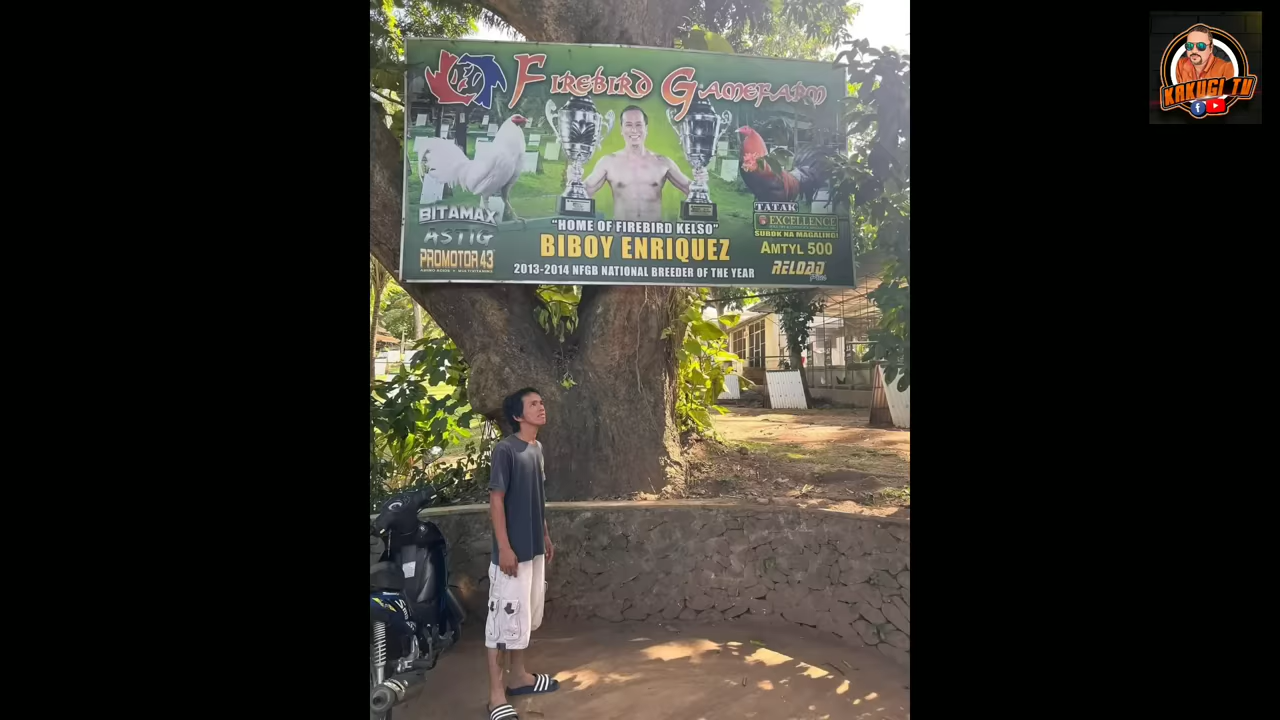 FIREBIRD GAMEFARM
BITAMAX
ASTIG
PROMOTOR 43
"HOME OF FIREBIRD KELSO"
BIBOY ENRIQUEZ
2013-2014 NFGB NATIONAL BREEDER OF THE YEAR
TATAK
EXCELLENCE
SUBOK NA MAGALING!
AMTYL 500
RELOAD
Plus
KAKUGI TV